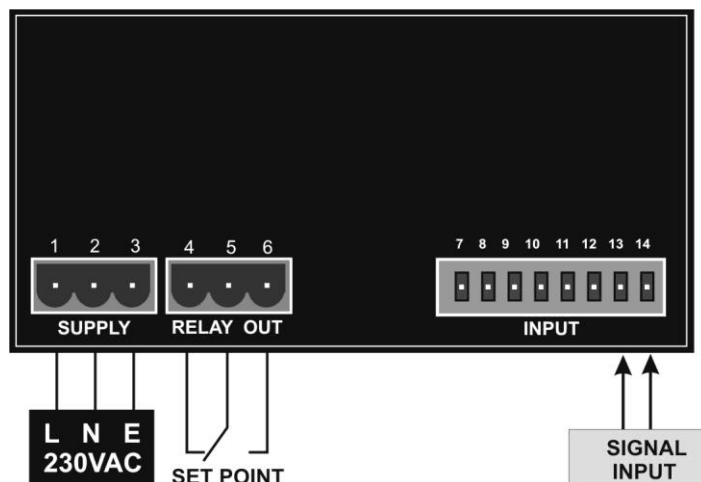 1 2 3 4 5 6 7 8 9 10 11 12 13 14
SUPPLY RELAY OUT INPUT
L N E
230VAC
SET POINT
SIGNAL
INPUT